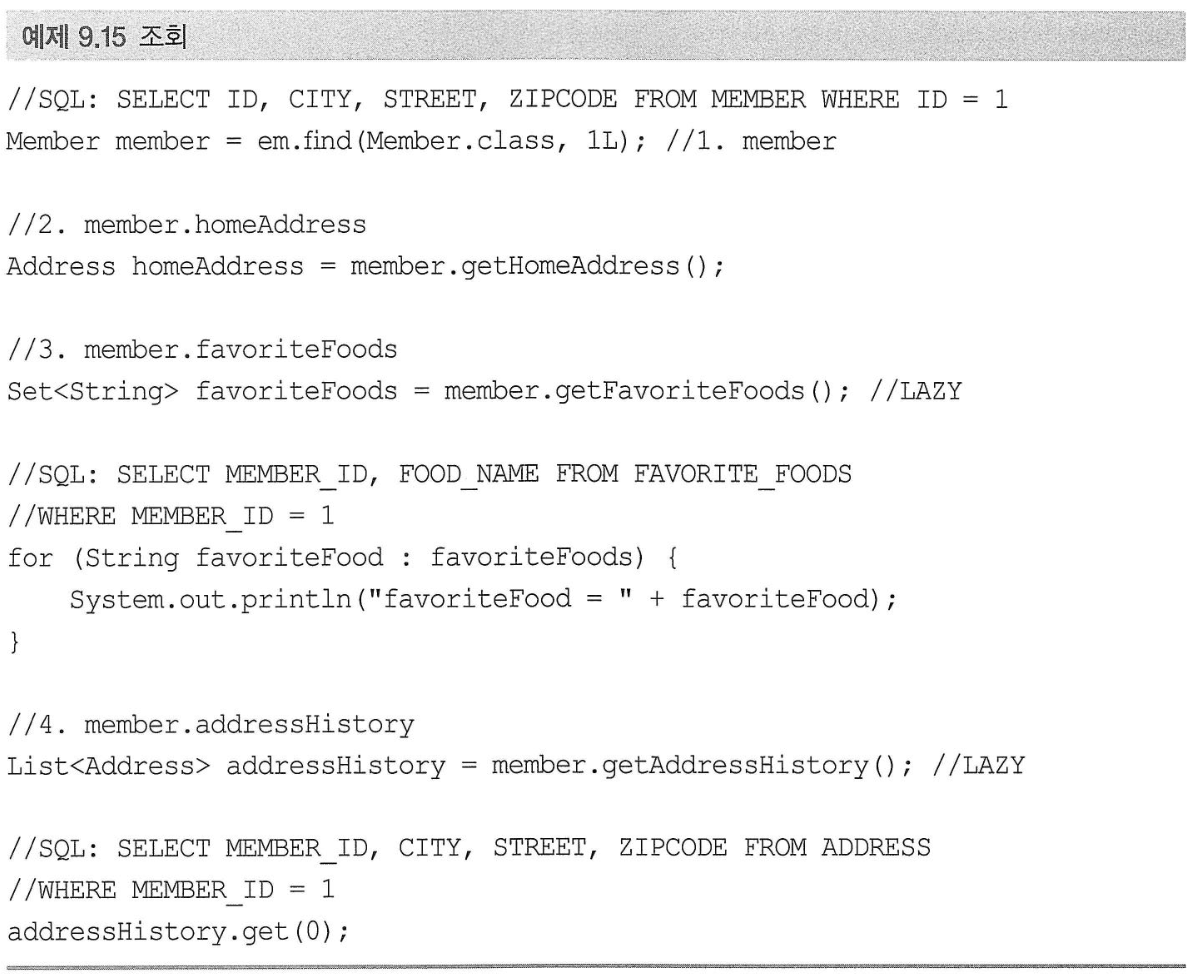 예제 9.15 조회
//SQL: SELECT ID, CITY, STREET, ZIPCODE FROM MEMBER WHERE ID = 1
Member member = em.find(Member.class, 1L); //1. member
//2. member.homeAddress
Address homeAddress = member.getHomeAddress();
//3. member.favoriteFoods
Set<String> favoriteFoods = member.getFavoriteFoods(); //LAZY
//SQL: SELECT MEMBER_ID, FOOD_NAME FROM FAVORITE_FOODS
//WHERE MEMBER_ID = 1
for (String favoriteFood : favoriteFoods) {
    System.out.println("favoriteFood = " + favoriteFood);
}
//4. member.addressHistory
List<Address> addressHistory = member.getAddressHistory(); //LAZY
//SQL: SELECT MEMBER_ID, CITY, STREET, ZIPCODE FROM ADDRESS
//WHERE MEMBER_ID = 1
addressHistory.get(0);